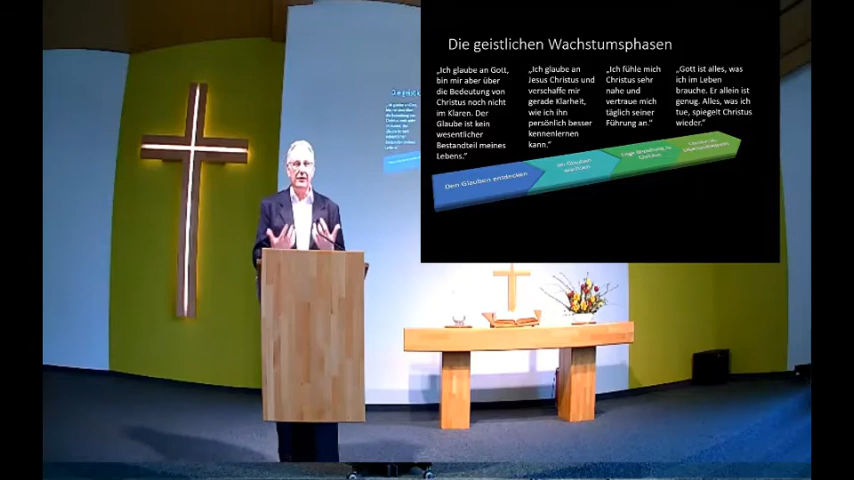 Die geistlichen Wachstumsphasen
„Ich glaube an Gott,
bin mir aber über
die Bedeutung von
Christus noch nicht
im Klaren. Der
Glaube ist kein
wesentlicher
Bestandteil meines
Lebens.”
„Ich glaube an
Jesus Christus und
verschaffe mir
gerade Klarheit,
wie ich ihn
persönlich besser
kennenlernen
kann.”
„Ich fühle mich
Christus sehr
nahe und
vertraue mich
täglich seiner
Führung an.”
„Gott ist alles, was
ich im Leben
brauche. Er allein ist
genug. Alles, was ich
tue, spiegelt Christus
wieder.”
Den Glauben entdecken
Im Glauben
wachsen